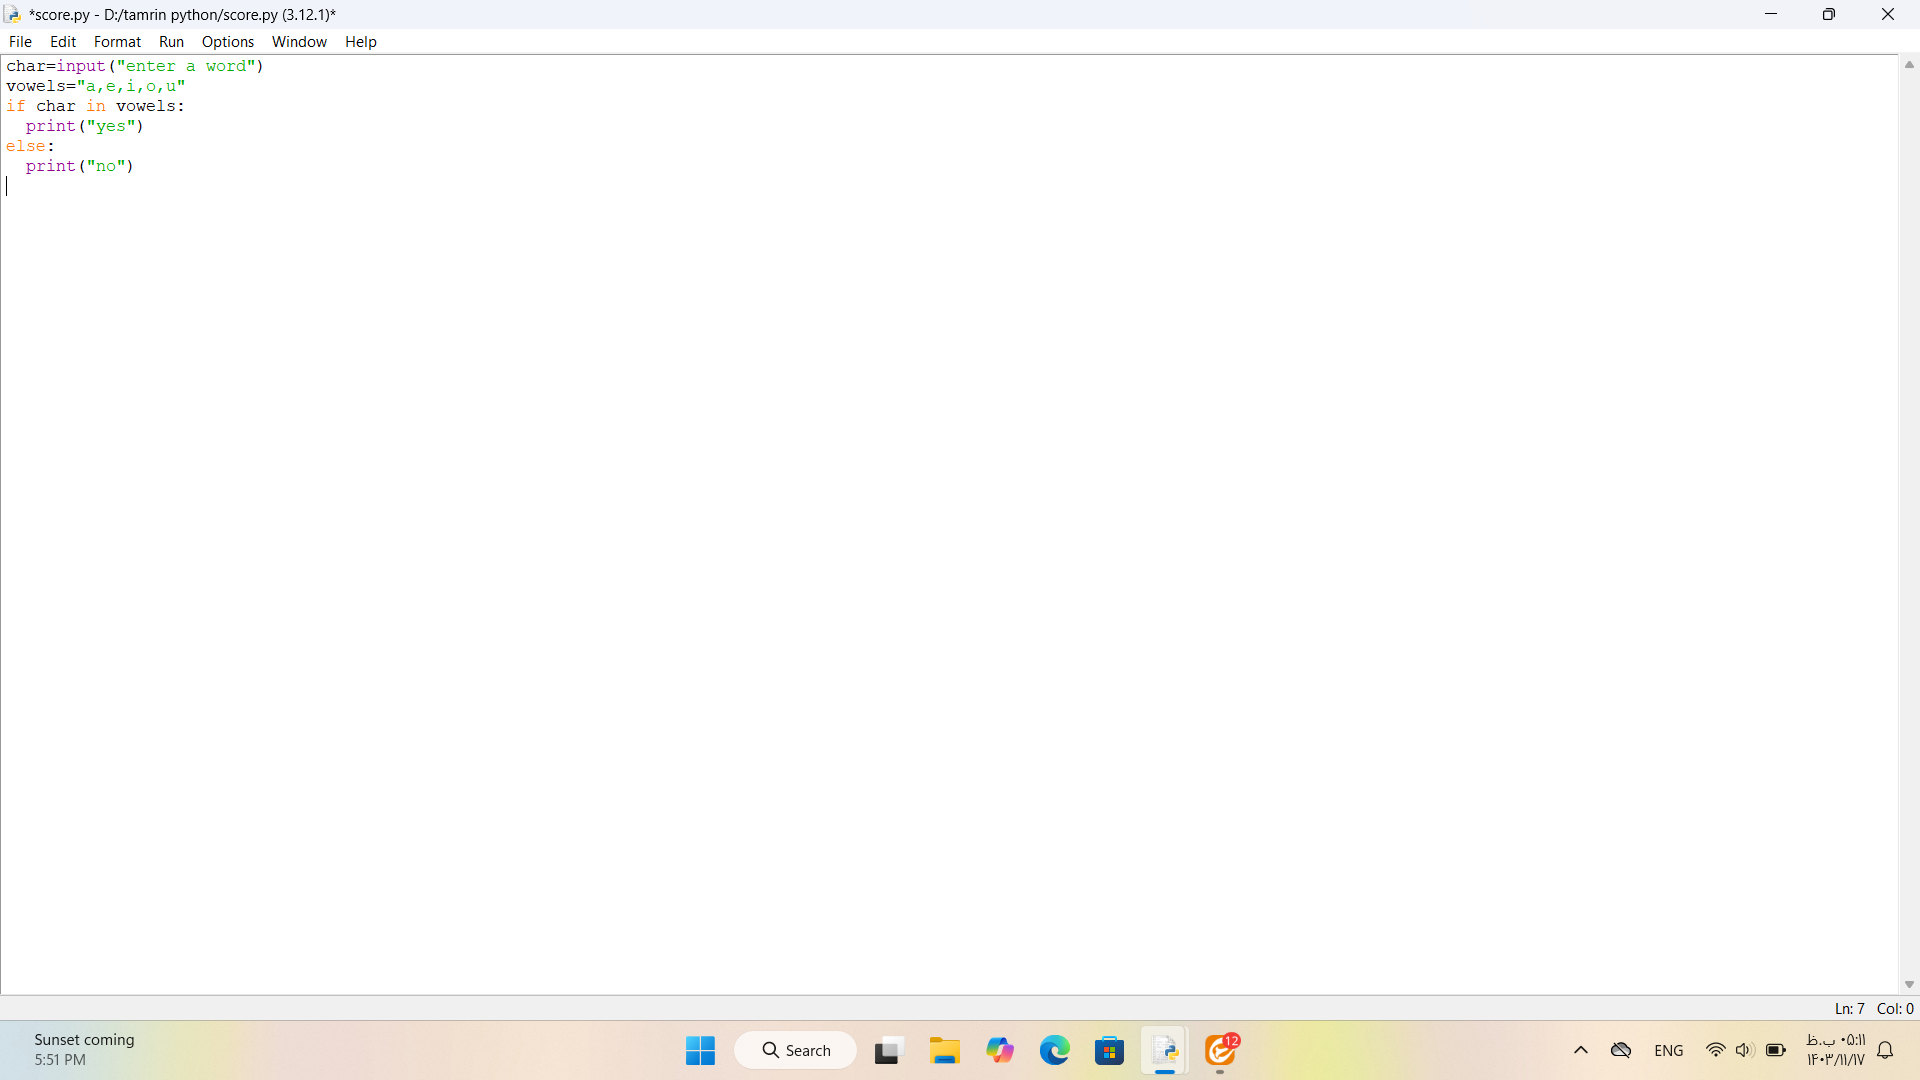 *score.py - D:/tamrin python/score.py (3.12.1)*
File Edit Format Run Options Window Help
char=input("enter a word")
vowels="a,e,i,o,u"
if char in vowels:
  print("yes")
else:
  print("no")
Ln: 7 Col: 0
Sunset coming
5:51 PM
Search
12
ENG
۰۵:۱۱ ب.ظ
۱۴۰۳/۱۱/۱۷